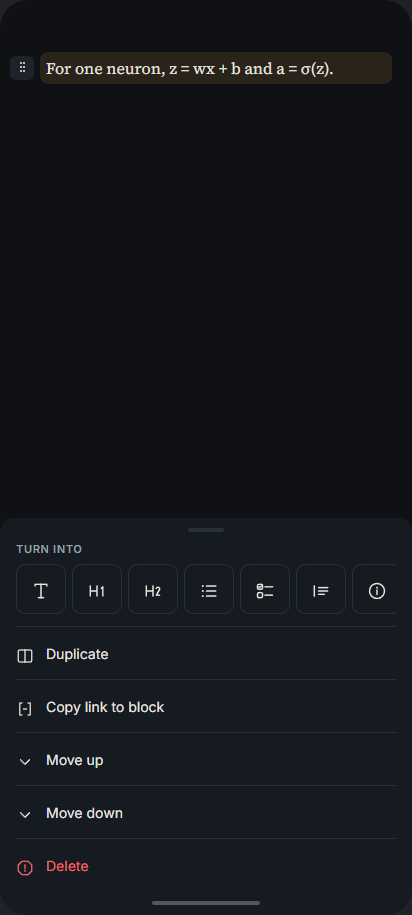 For one neuron, z = wx + b and a = σ(z).
TURN INTO
T H1 H2
Duplicate
Copy link to block
Move up
Move down
Delete